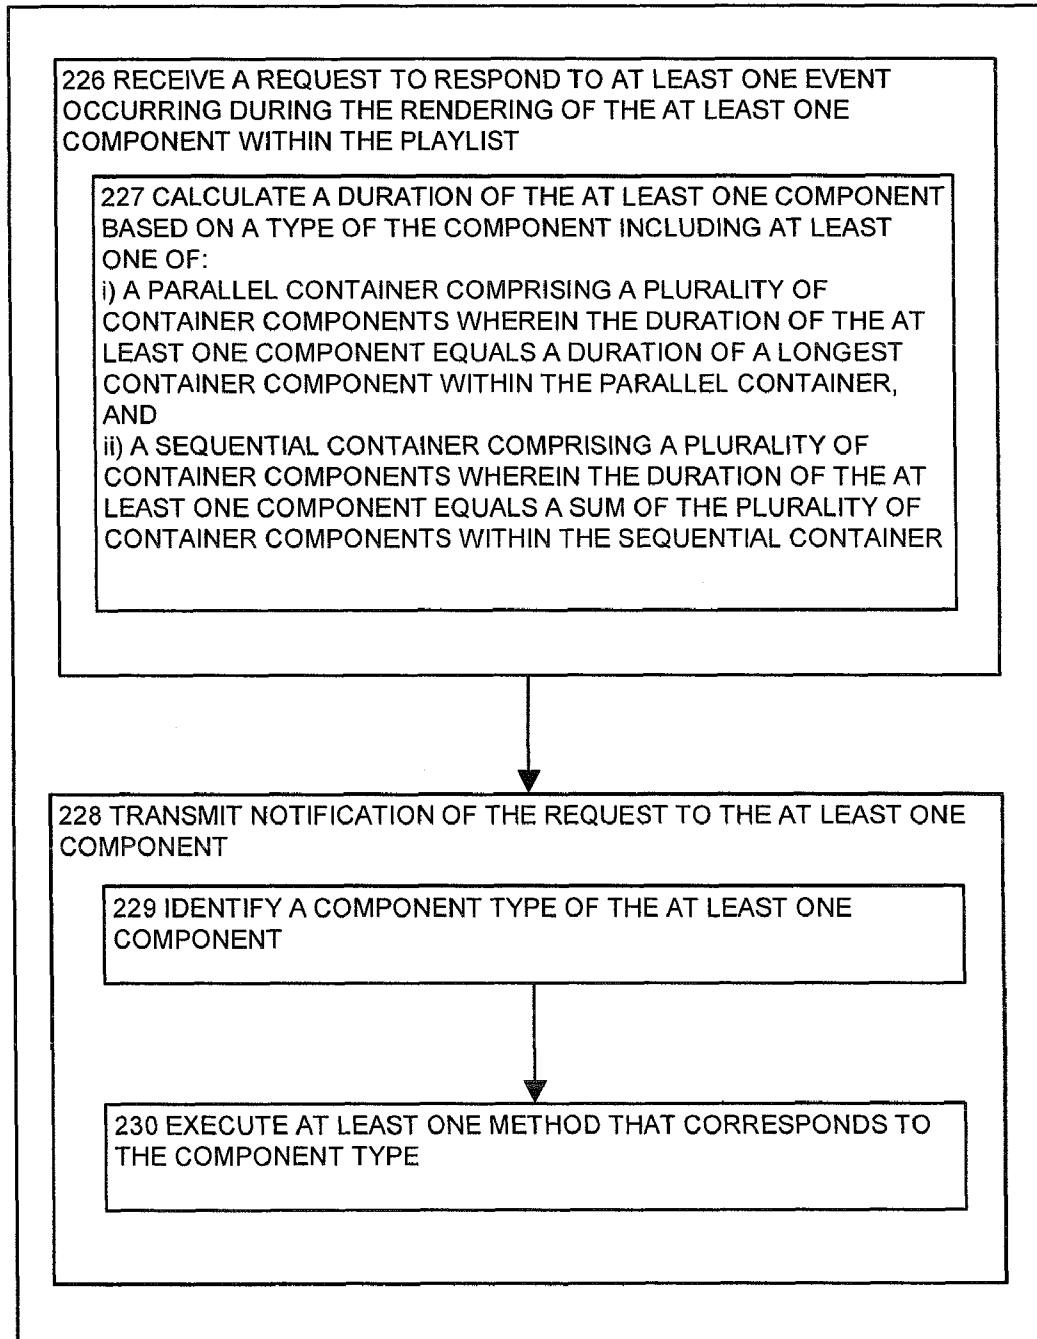 226 RECEIVE A REQUEST TO RESPOND TO AT LEAST ONE EVENT
OCCURRING DURING THE RENDERING OF THE AT LEAST ONE
COMPONENT WITHIN THE PLAYLIST
227 CALCULATE A DURATION OF THE AT LEAST ONE COMPONENT
BASED ON A TYPE OF THE COMPONENT INCLUDING AT LEAST
ONE OF:
i) A PARALLEL CONTAINER COMPRISING A PLURALITY OF
CONTAINER COMPONENTS WHEREIN THE DURATION OF THE AT
LEAST ONE COMPONENT EQUALS A DURATION OF A LONGEST
CONTAINER COMPONENT WITHIN THE PARALLEL CONTAINER,
AND
ii) A SEQUENTIAL CONTAINER COMPRISING A PLURALITY OF
CONTAINER COMPONENTS WHEREIN THE DURATION OF THE AT
LEAST ONE COMPONENT EQUALS A SUM OF THE PLURALITY OF
CONTAINER COMPONENTS WITHIN THE SEQUENTIAL CONTAINER
228 TRANSMIT NOTIFICATION OF THE REQUEST TO THE AT LEAST ONE
COMPONENT
229 IDENTIFY A COMPONENT TYPE OF THE AT LEAST ONE
COMPONENT
230 EXECUTE AT LEAST ONE METHOD THAT CORRESPONDS TO
THE COMPONENT TYPE